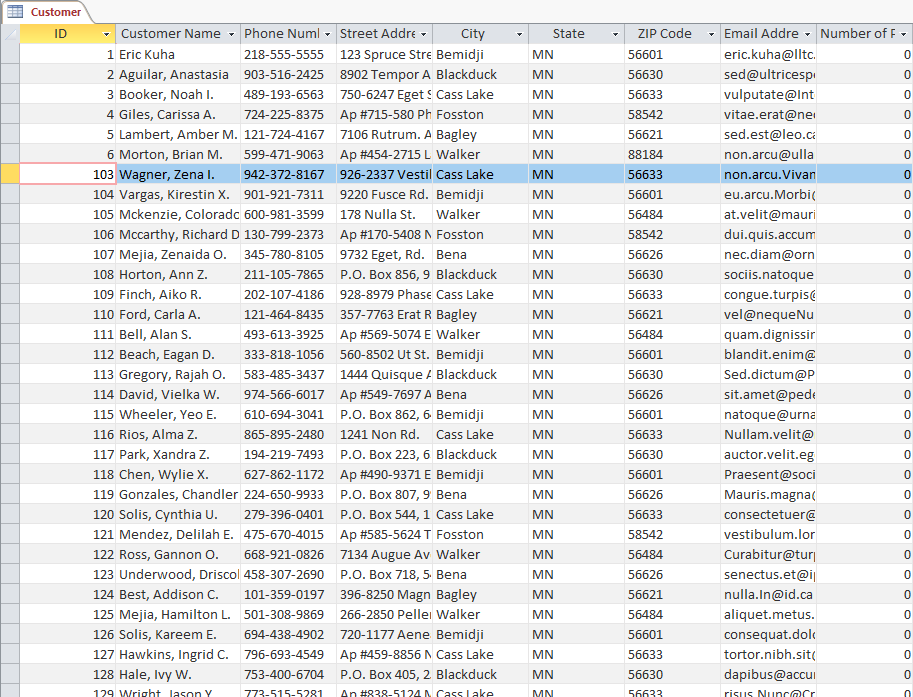 Customer
ID Customer Name Phone Numl Street Addre City State ZIP Code Email Addre Number of P
1 Eric Kuha 218-555-5555 123 Spruce Stre Bemidji MN 56601 eric.kuha@lltc. 0
2 Aguilar, Anastasia 903-516-2425 8902 Tempor A Blackduck MN 56630 sed@ultricesp 0
3 Booker, Noah I. 489-193-6563 750-6247 Eget S Cass Lake MN 56633 vulputate@Int 0
4 Giles, Carissa A. 724-225-8375 Ap #715-580 Ph Fosston MN 58542 vitae.erat@nec 0
5 Lambert, Amber M. 121-724-4167 7106 Rutrum. A Bagley MN 56621 sed.est@leo.ca 0
6 Morton, Brian M. 599-471-9063 Ap #454-2715 L Walker MN 88184 non.arcu@ulla 0
103 Wagner, Zena I. 942-372-8167 926-2337 Vesti Cass Lake MN 56633 non.arcu.Vivam 0
104 Vargas, Kirestin X. 901-921-7311 9220 Fusce Rd. Bemidji MN 56601 eu.arcu.Morbi@ 0
105 Mckenzie, Colorado 600-981-3599 178 Nulla St. Walker MN 56484 at.velit@mauri 0
106 Mccarthy, Richard D 130-799-2373 Ap #170-5408 N Fosston MN 58542 dui.quis.accum 0
107 Mejia, Zenaida O. 345-780-8105 9732 Eget, Rd. Bena MN 56626 nec.diam@orn 0
108 Horton, Ann Z. 211-105-7865 P.O. Box 856, 9 Blackduck MN 56630 sociis.natoque 0
109 Finch, Aiko R. 202-107-4186 928-8979 Phase Cass Lake MN 56633 congue.turpis@ 0
110 Ford, Carla A. 121-464-8435 357-7763 Erat R Bagley MN 56621 vel@nequeNu 0
111 Bell, Alan S. 493-613-3925 Ap #569-5074 E Walker MN 56484 quam.dignissin 0
112 Beach, Eagan D. 333-818-1056 560-8502 Ut St. Bemidji MN 56601 blandit.enim@ 0
113 Gregory, Rajah O. 583-485-3437 1444 Quisque A Blackduck MN 56630 Sed.dictum@P 0
114 David, Vielka W. 974-566-6017 Ap #549-7697 A Bena MN 56626 sit.amet@pede 0
115 Wheeler, Yeo E. 610-694-3041 P.O. Box 862, 64 Bemidji MN 56601 natoque@urna 0
116 Rios, Alma Z. 865-895-2480 1241 Non Rd. Cass Lake MN 56633 Nullam.velit@ 0
117 Park, Xandra Z. 194-219-7493 P.O. Box 223, 6 Blackduck MN 56630 auctor.velit.eg 0
118 Chen, Wylie X. 627-862-1172 Ap #490-9371 E Bemidji MN 56601 Praesent@soci 0
119 Gonzales, Chandler 224-650-9933 P.O. Box 807, 9 Bena MN 56626 Mauris.magna@ 0
120 Solis, Cynthia U. 279-396-0401 P.O. Box 544, 1 Cass Lake MN 56633 consectetuer@ 0
121 Mendez, Delilah E. 475-670-4015 Ap #585-5624 T Fosston MN 58542 vestibulum.lor 0
122 Ross, Gannon O. 668-921-0826 7134 Augue Av Walker MN 56484 Curabitur@turp 0
123 Underwood, Driscol 458-307-2690 P.O. Box 718, 5 Bena MN 56626 senectus.et@ip 0
124 Best, Addison C. 101-359-0197 396-8250 Magn Bagley MN 56621 nulla.In@id.ca 0
125 Mejia, Hamilton L. 501-308-9869 266-2850 Peller Walker MN 56484 aliquet.metus. 0
126 Solis, Kareem E. 694-438-4902 720-1177 Aene Bemidji MN 56601 consequat.dolo 0
127 Hawkins, Ingrid C. 796-693-4549 Ap #459-8856 N Cass Lake MN 56633 tortor.nibh.sit@ 0
128 Hale, Ivy W. 753-400-6704 P.O. Box 405, 2 Blackduck MN 56630 dapibus@accu 0
129 Wright, Jason Y. 773-515-5281 Ap #838-5124 M Cass Lake MN 56633 risus.Nunc@Cr 0